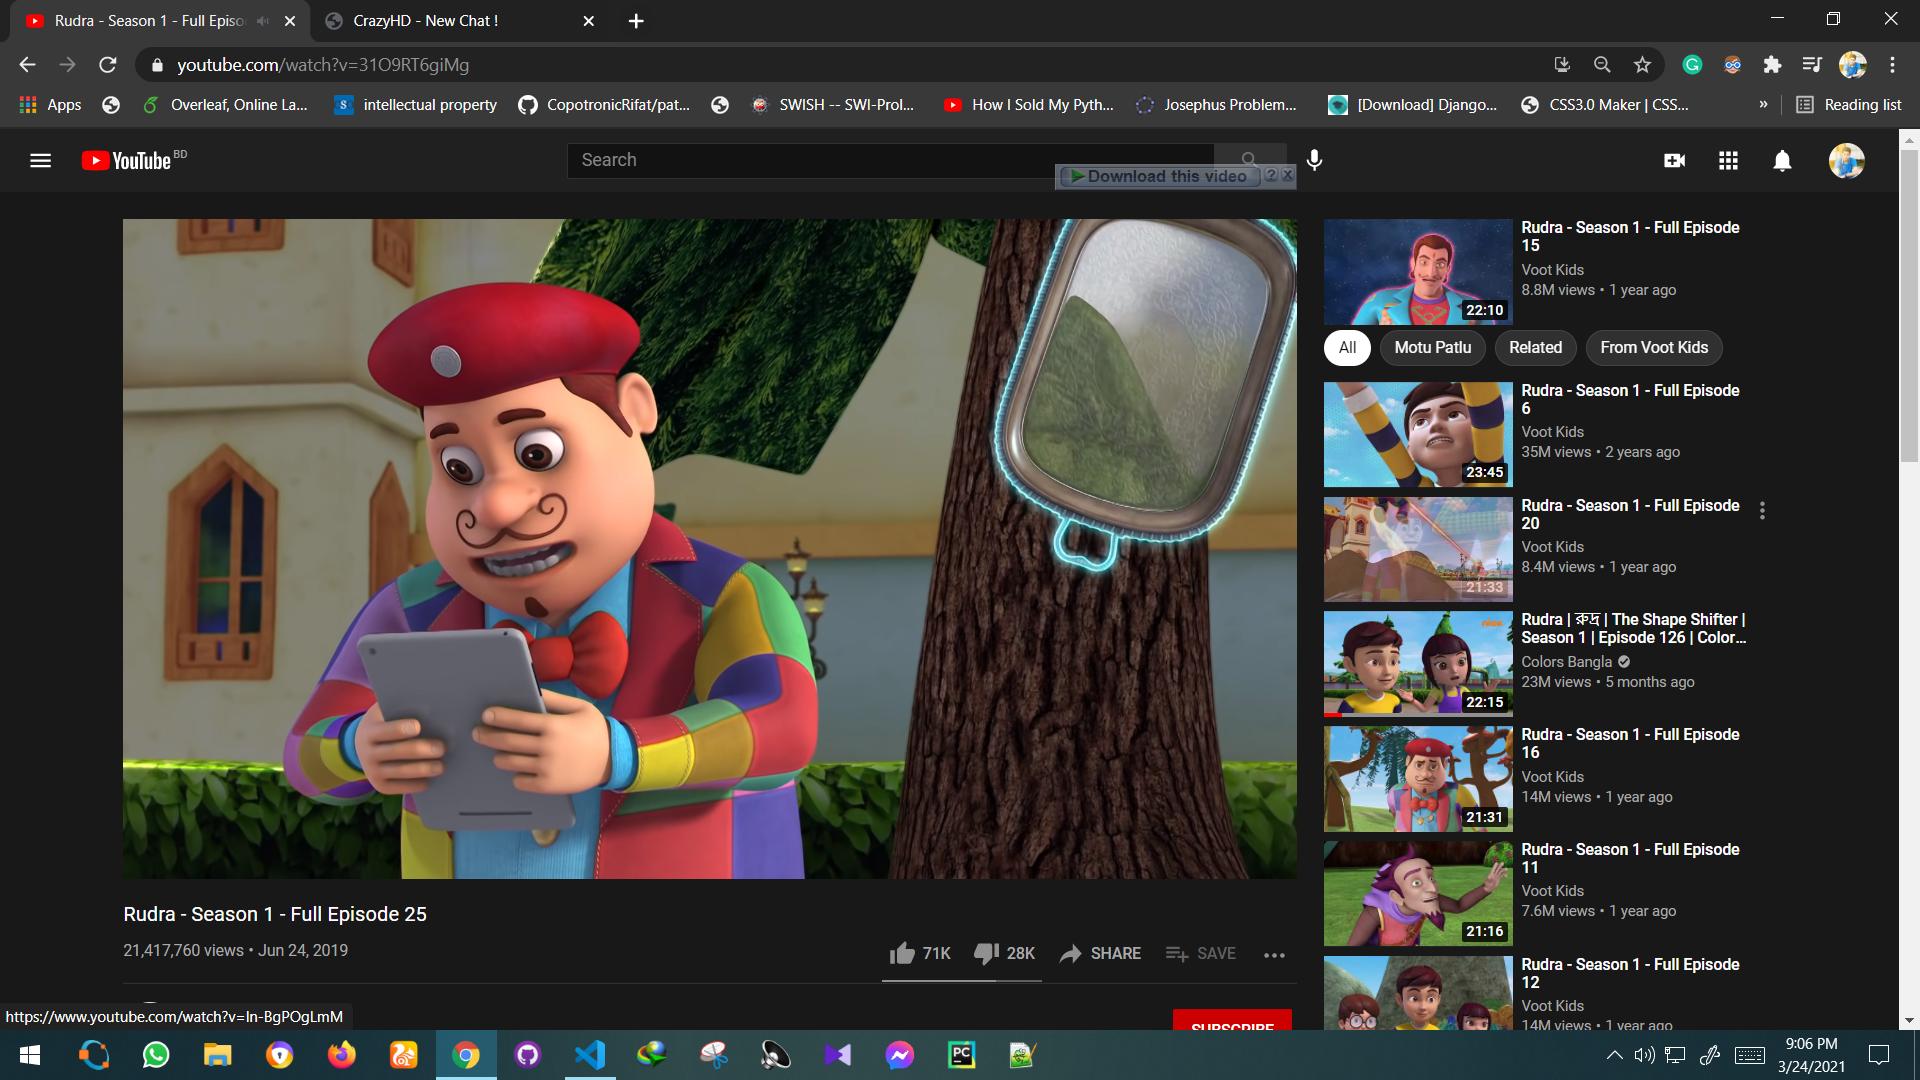 Rudra - Season 1 - Full Episo
CrazyHD - New Chat !
youtube.com/watch?v=31O9RT6giMg
Apps
Overleaf, Online La...
S
intellectual property
CopotronicRifat/pat...
SWISH -- SWI-Prol...
How I Sold My Pyth...
Josephus Problem...
[Download] Django...
CSS3.0 Maker | CSS...
»
Reading list
YouTube BD
Search
Download this video ?
Rudra - Season 1 - Full Episode
15
Voot Kids
8.8M views • 1 year ago
22:10
All
Motu Patlu
Related
From Voot Kids
Rudra - Season 1 - Full Episode
6
Voot Kids
35M views • 2 years ago
23:45
Rudra - Season 1 - Full Episode
20
Voot Kids
8.4M views • 1 year ago
21:33
Rudra | রুদ্র | The Shape Shifter |
Season 1 | Episode 126 | Color...
Colors Bangla
23M views • 5 months ago
nick
22:15
Rudra - Season 1 - Full Episode
16
Voot Kids
14M views • 1 year ago
21:31
Rudra - Season 1 - Full Episode
11
Voot Kids
7.6M views • 1 year ago
21:16
Rudra - Season 1 - Full Episode
12
Voot Kids
14M views • 1 year ago
Rudra - Season 1 - Full Episode 25
21,417,760 views • Jun 24, 2019
71K
28K
SHARE
SAVE
SUBSCRIBE
https://www.youtube.com/watch?v=In-BgPOgLmM
PC
9:06 PM
3/24/2021